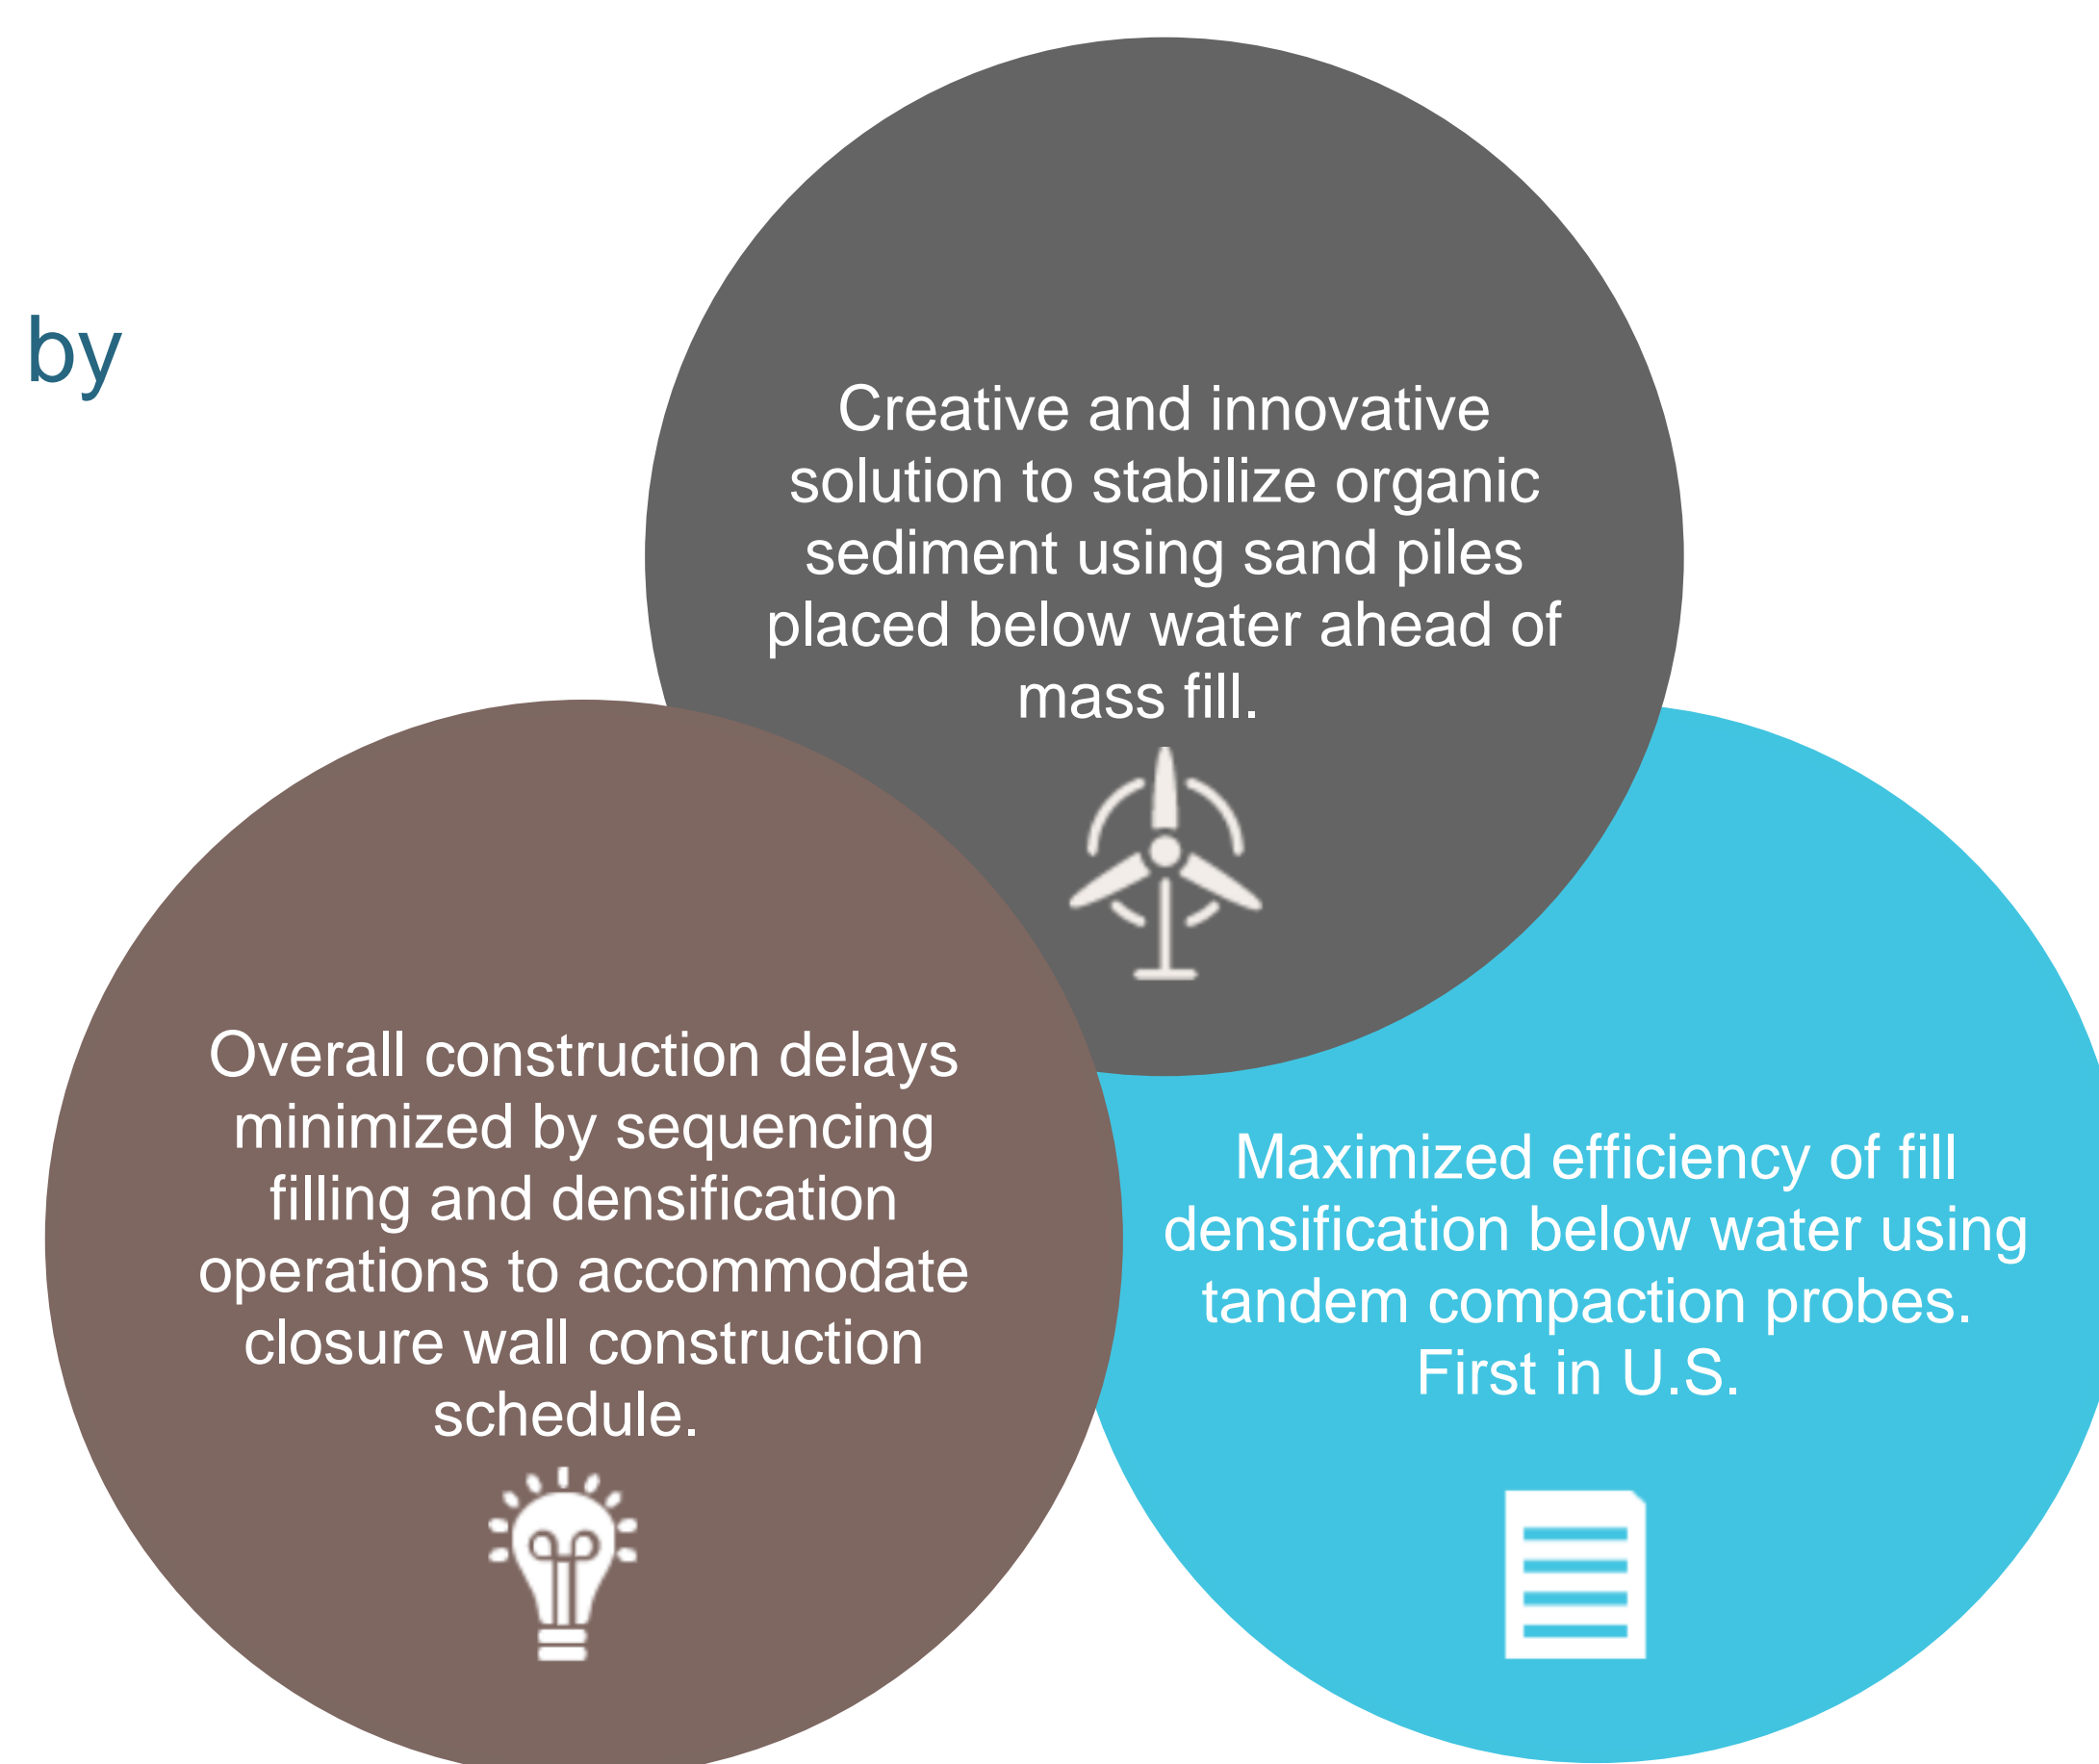 by
Creative and innovative
solution to stabilize organic
sediment using sand piles
placed below water ahead of
mass fill.
Overall construction delays
minimized by sequencing
filling and densification
operations to accommodate
closure wall construction
schedule.
Maximized efficiency of fill
densification below water using
tandem compaction probes.
First in U.S.